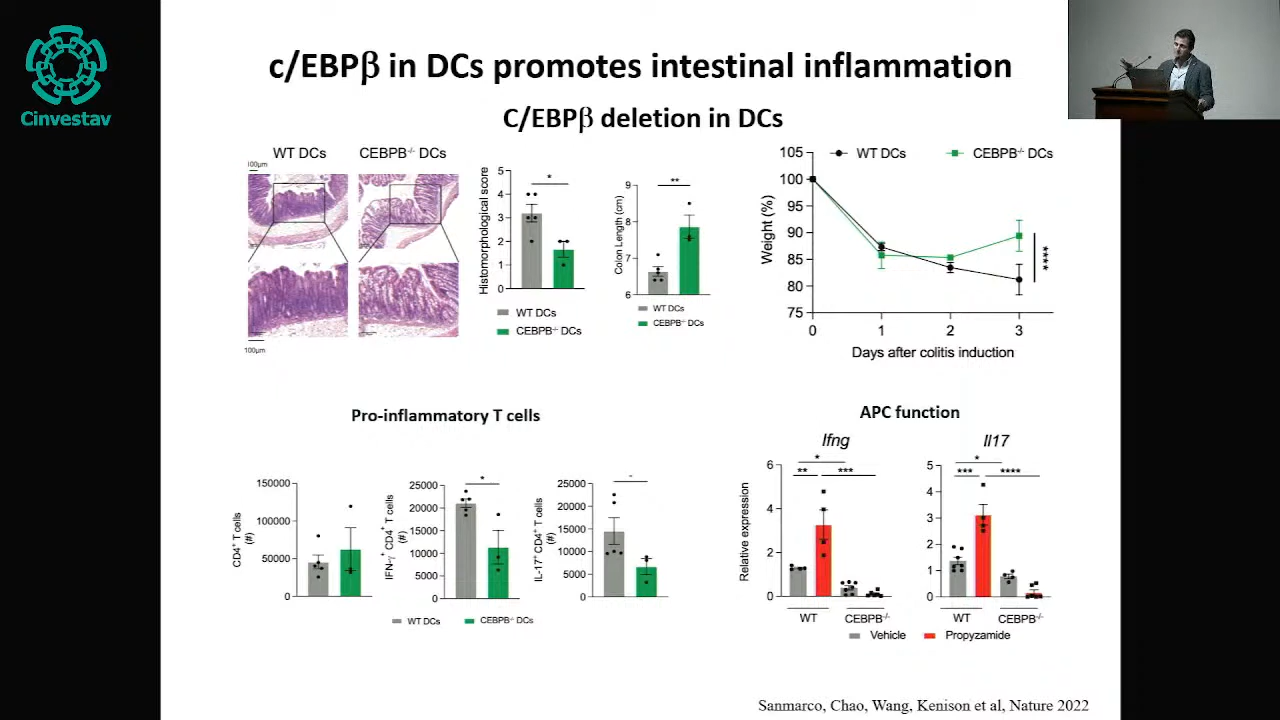 Cinvestav
c/EBPβ in DCs promotes intestinal inflammation
C/EBPβ deletion in DCs
WT DCs CEBPB-/- DCs
100μm
100μm
Histomorphological score
5
4
3
2
1
0
*
WT DCs
CEBPB-/- DCs
Colon Length (cm)
9
8
7
6
**
WT DCs
CEBPB-/- DCs
WT DCs CEBPB-/- DCs
Weight (%)
105
100
95
90
85
80
75
****
0 1 2 3
Days after colitis induction
Pro-inflammatory T cells
CD4+ T cells
(#)
150000
100000
50000
0
IFN-γ+ CD4+ T cells
(#)
25000
20000
15000
10000
5000
0
*
IL-17+ CD4+ T cells
(#)
25000
20000
15000
10000
5000
0
WT DCs CEBPB-/- DCs
APC function
Ifng
Relative expression
6
4
2
0
*
** ***
WT CEBPB-/-
Il17
5
4
3
2
1
0
*
*** ****
WT CEBPB-/-
Vehicle Propyzamide
Sanmarco, Chao, Wang, Kenison et al, Nature 2022